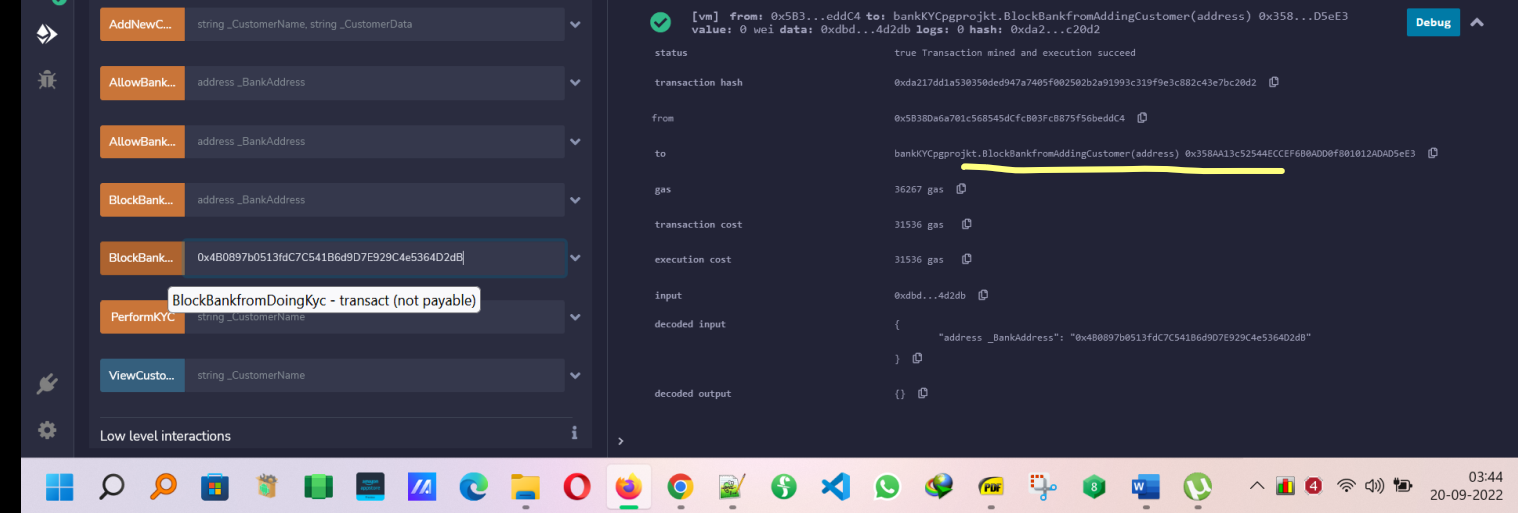 AddNewC... string _CustomerName, string _CustomerData
AllowBank... address _BankAddress
AllowBank... address _BankAddress
BlockBank... address _BankAddress
BlockBank... 0x4B0897b0513fdC7C541B6d9D7E929C4e5364D2dB
BlockBankfromDoingKyc - transact (not payable)
PerformKYC string _CustomerName
ViewCusto... string _CustomerName
Low level interactions
i
[vm] from: 0x5B3...eddC4 to: bankKYCpgprojkt.BlockBankfromAddingCustomer(address) 0x358...D5eE3
value: 0 wei data: 0xdbd...4d2db logs: 0 hash: 0xda2...c20d2
Debug
status true Transaction mined and execution succeed
transaction hash 0xda217dd1a530350ded947a7405f002502b2a91993c319f9e3c882c43e7bc20d2
from 0x5B38Da6a701c568545dCfcB03FcB875f56beddC4
to bankKYCpgprojkt.BlockBankfromAddingCustomer(address) 0x358AA13c52544ECCEF6B0ADD0f801012ADAD5eE3
gas 36267 gas
transaction cost 31536 gas
execution cost 31536 gas
input 0xdbd...4d2db
decoded input {
"address _BankAddress": "0x4B0897b0513fdC7C541B6d9D7E929C4e5364D2dB"
}
decoded output {}
>
PDF
8
W
4
03:44
20-09-2022